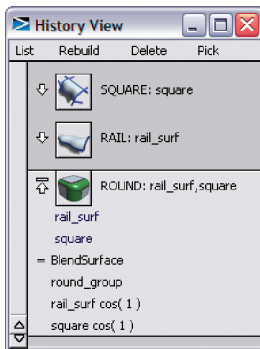 History View
List Rebuild Delete Pick
SQUARE: square
RAIL: rail_surf
ROUND: rail_surf,square
rail_surf
square
= BlendSurface
round_group
rail_surf cos( 1 )
square cos( 1 )